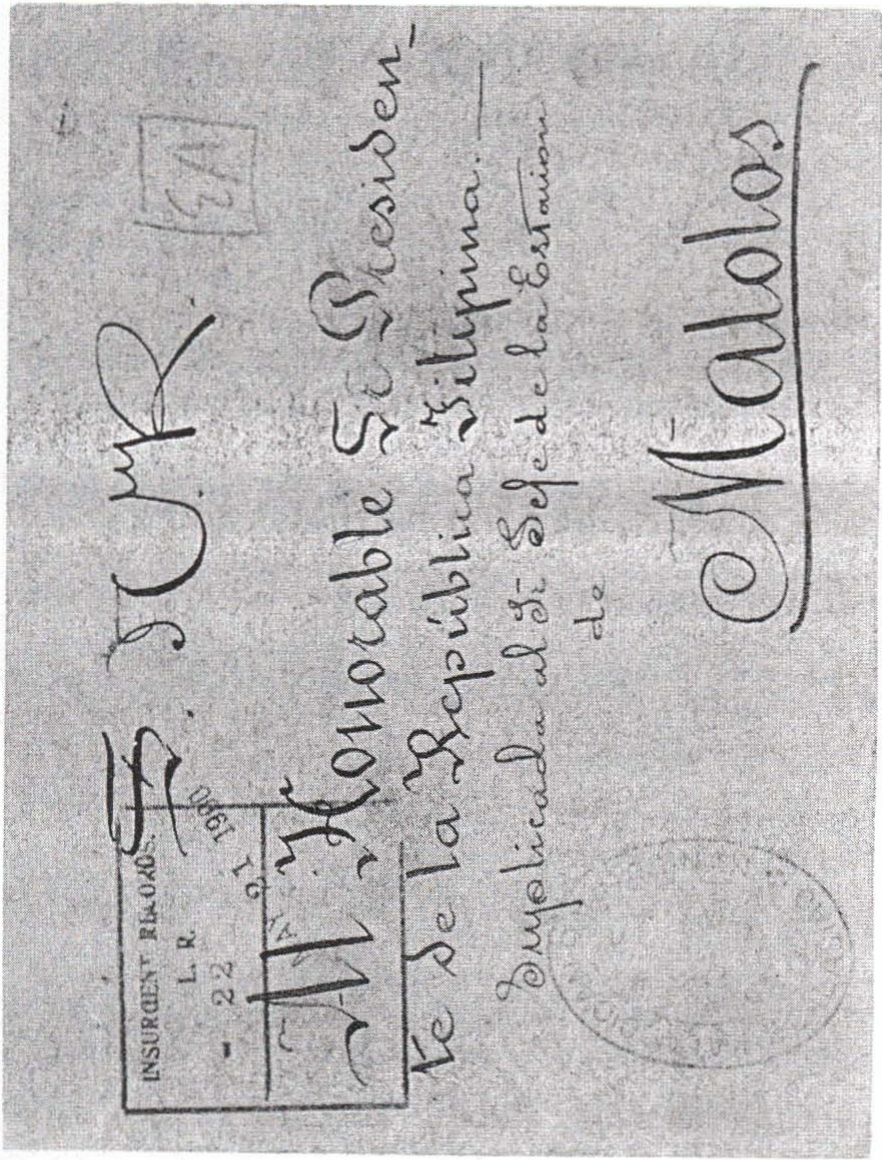 INSURGENT RECORDS.
L. R.
- 22
1900
EA
S. N. y R.
Al Honorable Sr Presiden-
te de la República Filipina.—
Suplicada al Sr Jefe de la Estacion
de
Malolos